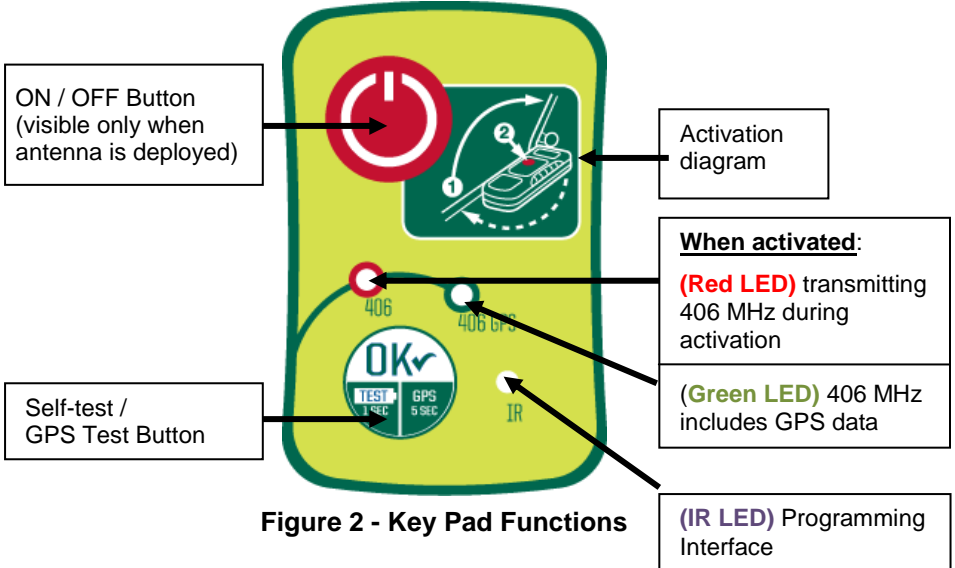 ON / OFF Button
(visible only when
antenna is deployed)
2
1
Activation
diagram
When activated:
(Red LED) transmitting
406 MHz during
activation
406
406 GPS
(Green LED) 406 MHz
includes GPS data
OK
TEST
1 SEC
GPS
5 SEC
IR
Self-test /
GPS Test Button
Figure 2 - Key Pad Functions
(IR LED) Programming
Interface